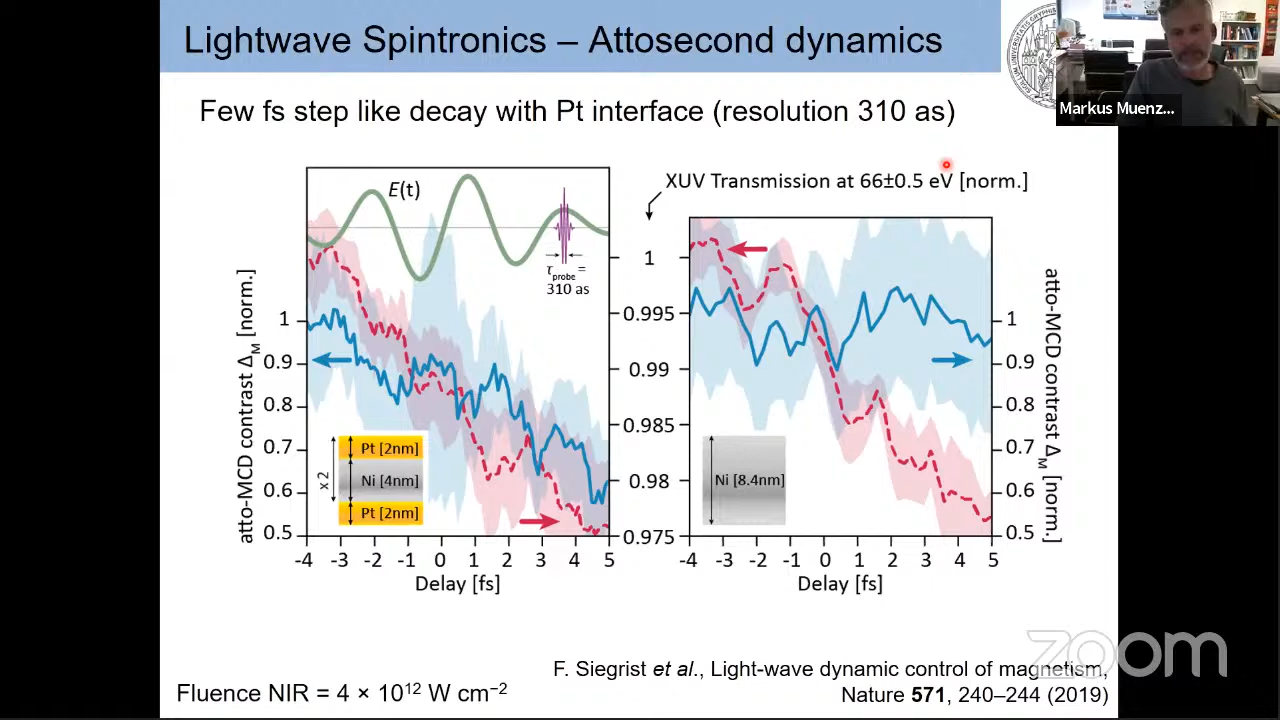 Lightwave Spintronics – Attosecond dynamics
Markus Muenz...
Few fs step like decay with Pt interface (resolution 310 as)
XUV Transmission at 66±0.5 eV [norm.]
E(t)
τprobe =
310 as
atto-MCD contrast ΔM [norm.]
1
0.9
0.8
0.7
0.6
0.5
x 2
Pt [2nm]
Ni [4nm]
Pt [2nm]
-4 -3 -2 -1 0 1 2 3 4 5
Delay [fs]
1
0.995
0.99
0.985
0.98
0.975
Ni [8.4nm]
-4 -3 -2 -1 0 1 2 3 4 5
Delay [fs]
1
0.9
0.8
0.7
0.6
0.5
atto-MCD contrast ΔM [norm.]
zoom
F. Siegrist et al., Light-wave dynamic control of magnetism,
Nature 571, 240–244 (2019)
Fluence NIR = 4 × 10¹² W cm⁻²